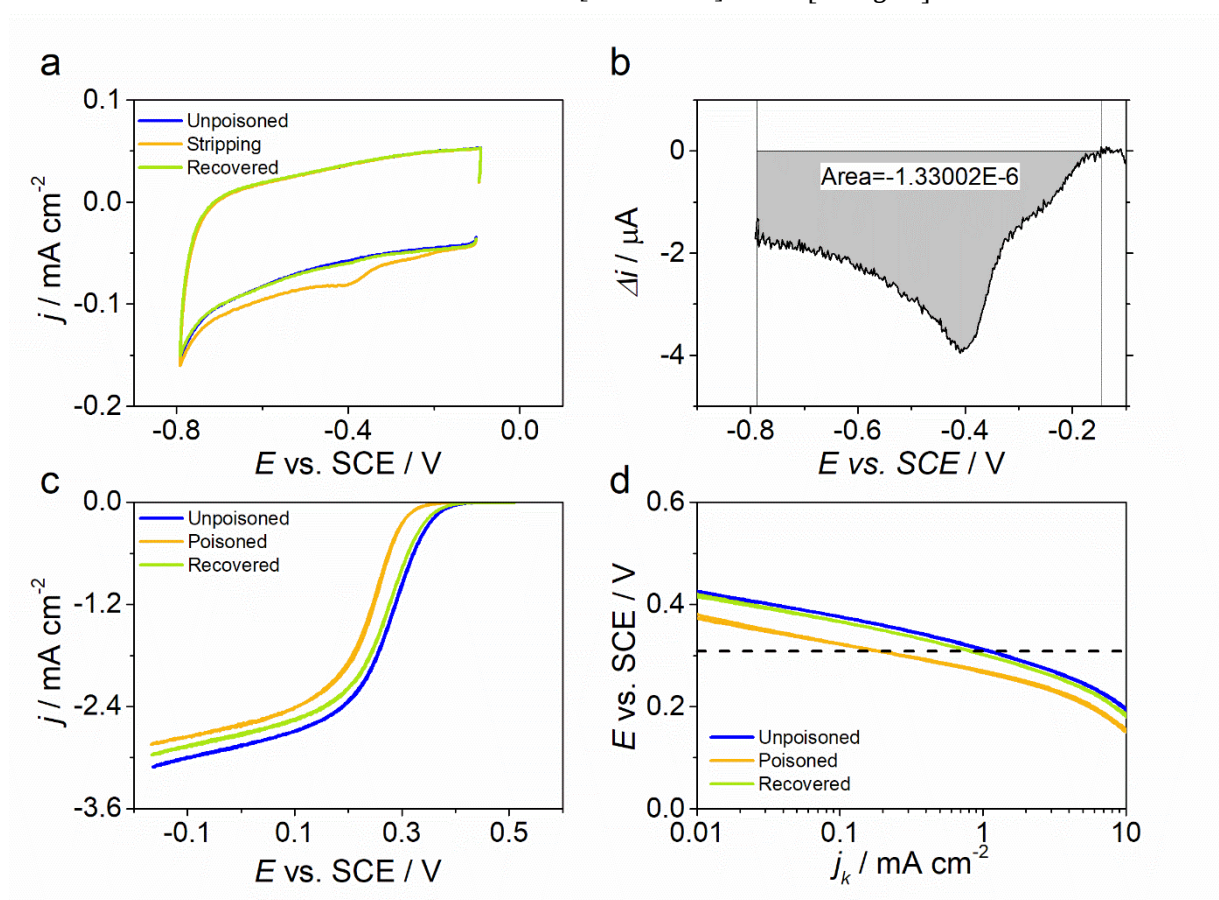 a
0.1
0.0
-0.1
-0.2
j / mA cm-2
Unpoisoned
Stripping
Recovered
-0.8
-0.4
0.0
E vs. SCE / V
b
0
-2
-4
Δi / μA
Area=-1.33002E-6
-0.8
-0.6
-0.4
-0.2
E vs. SCE / V
c
0.0
-1.2
-2.4
-3.6
j / mA cm-2
Unpoisoned
Poisoned
Recovered
-0.1
0.1
0.3
0.5
E vs. SCE / V
d
0.6
0.4
0.2
0.0
E vs. SCE / V
Unpoisoned
Poisoned
Recovered
0.01
0.1
1
10
jk / mA cm-2